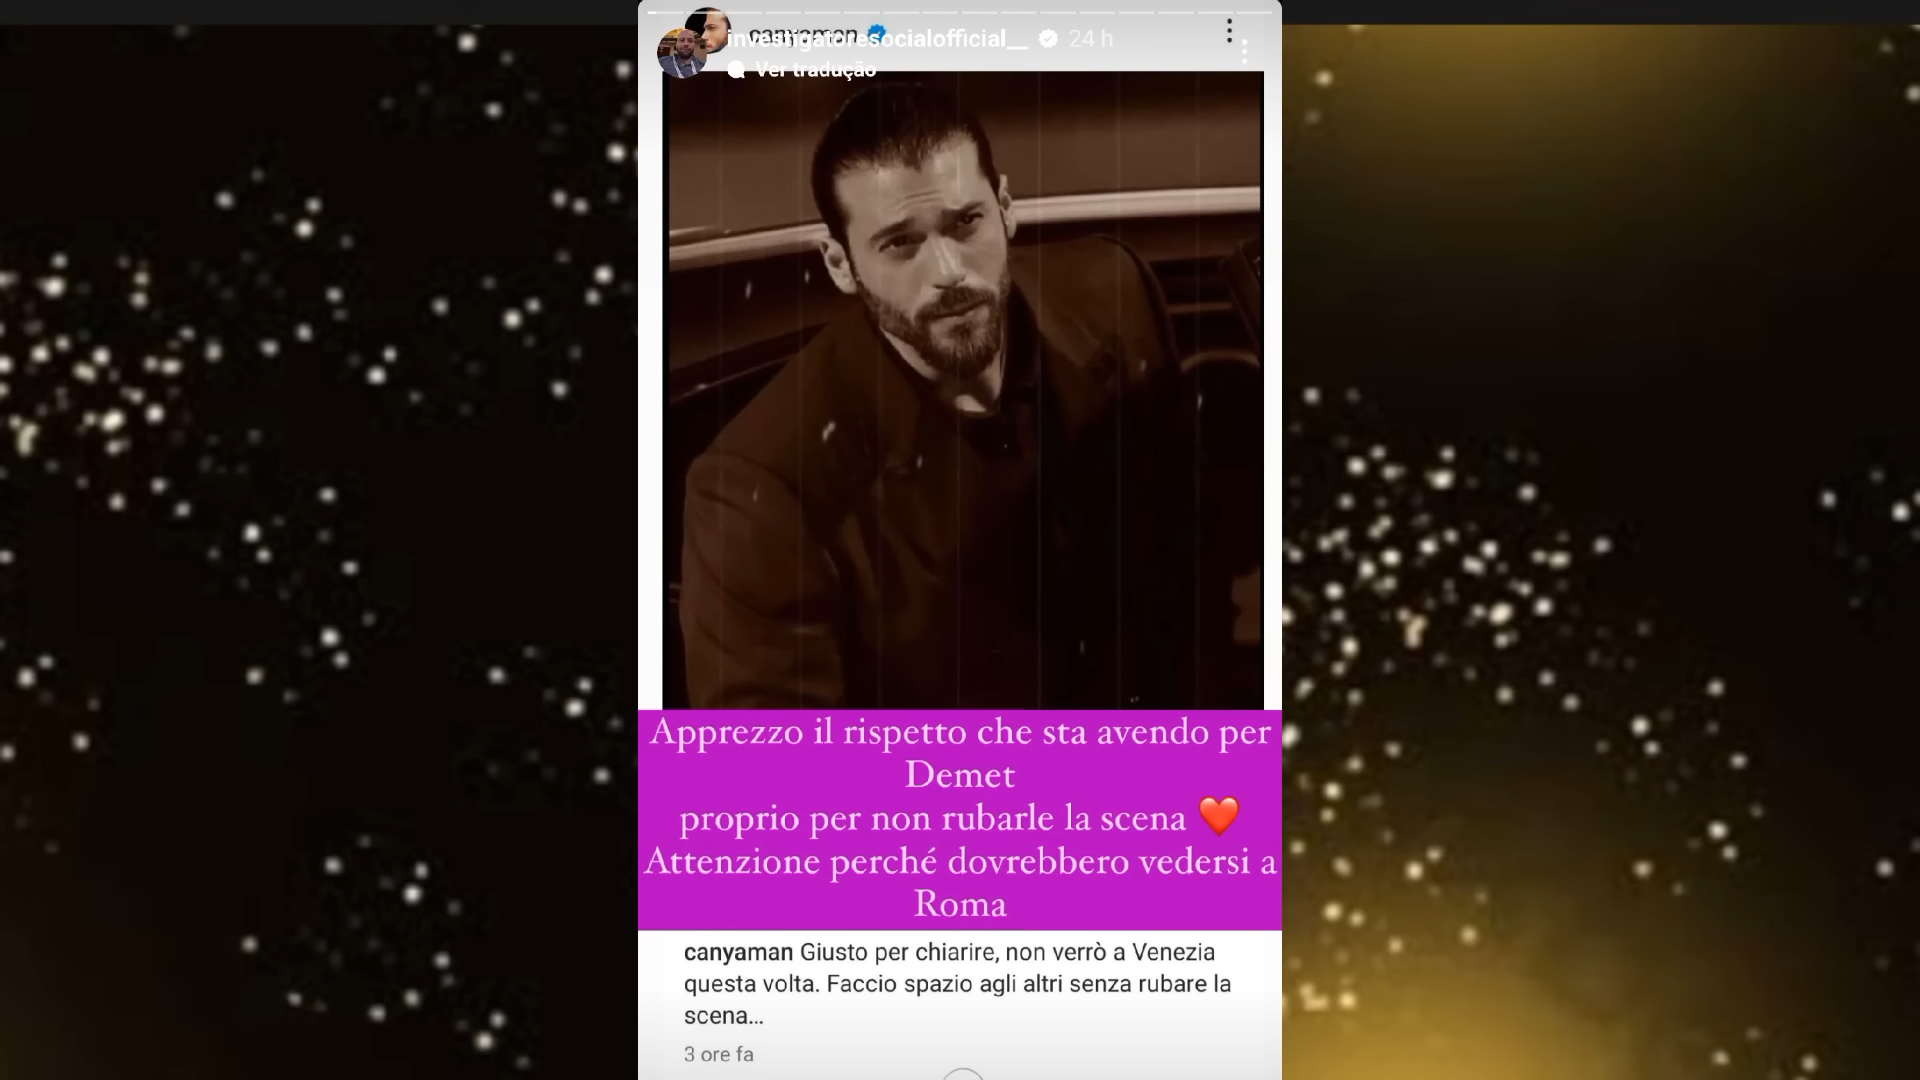 canyaman
investigatoresocialofficial__ 24 h
Ver tradução
Apprezzo il rispetto che sta avendo per
Demet
proprio per non rubarle la scena ❤️
Attenzione perché dovrebbero vedersi a
Roma
canyaman Giusto per chiarire, non verrò a Venezia
questa volta. Faccio spazio agli altri senza rubare la
scena...
3 ore fa